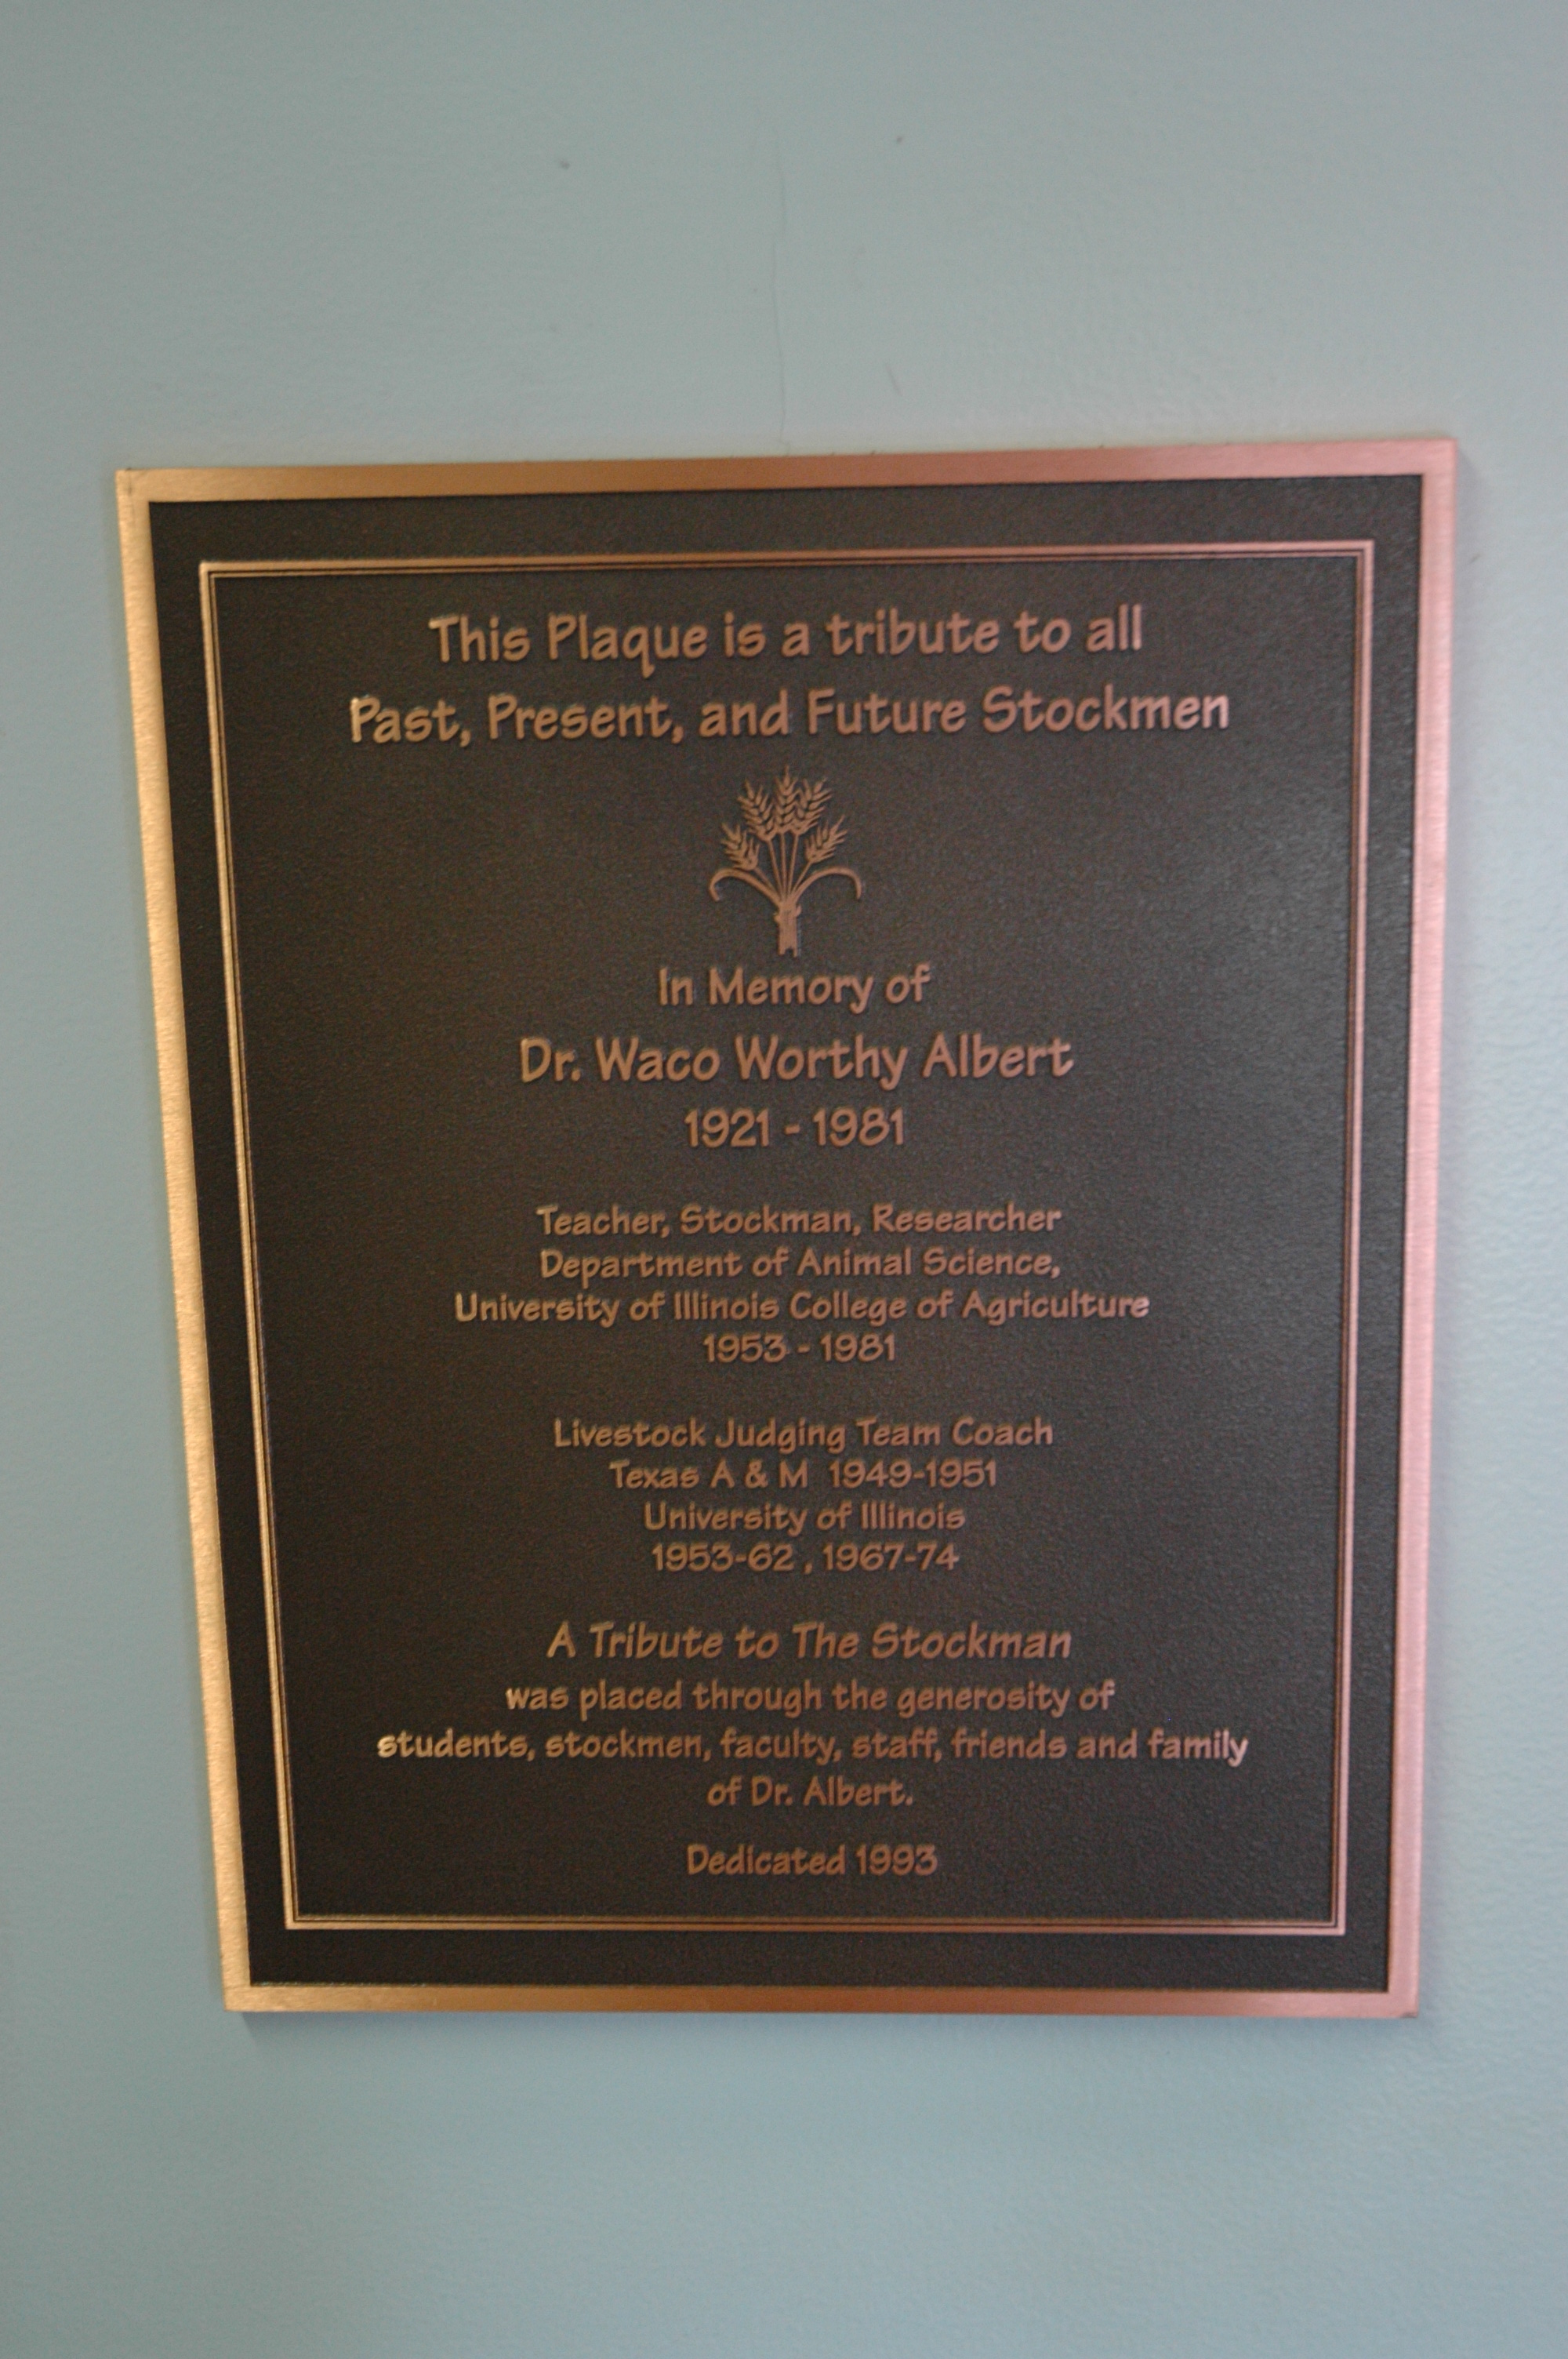 This Plaque is a tribute to all
Past, Present, and Future Stockmen
In Memory of
Dr. Waco Worthy Albert
1921 - 1981
Teacher, Stockman, Researcher
Department of Animal Science,
University of Illinois College of Agriculture
1953 - 1981
Livestock Judging Team Coach
Texas A & M 1949-1951
University of Illinois
1953-62 , 1967-74
A Tribute to The Stockman
was placed through the generosity of
students, stockmen, faculty, staff, friends and family
of Dr. Albert.
Dedicated 1993